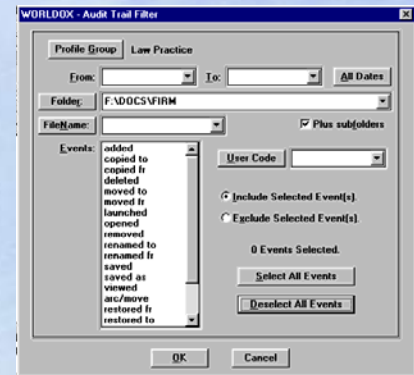 WORLDOX - Audit Trail Filter
Profile Group Law Practice
From: To: All Dates
Folder: F:\DOCS\FIRM
FileName: Plus subfolders
Events:
added
copied to
copied fr
deleted
moved to
moved fr
launched
opened
removed
renamed to
renamed fr
saved
saved as
viewed
arc/move
restored fr
restored to
User Code
Include Selected Event(s).
Exclude Selected Event(s).
0 Events Selected.
Select All Events
Deselect All Events
OK Cancel